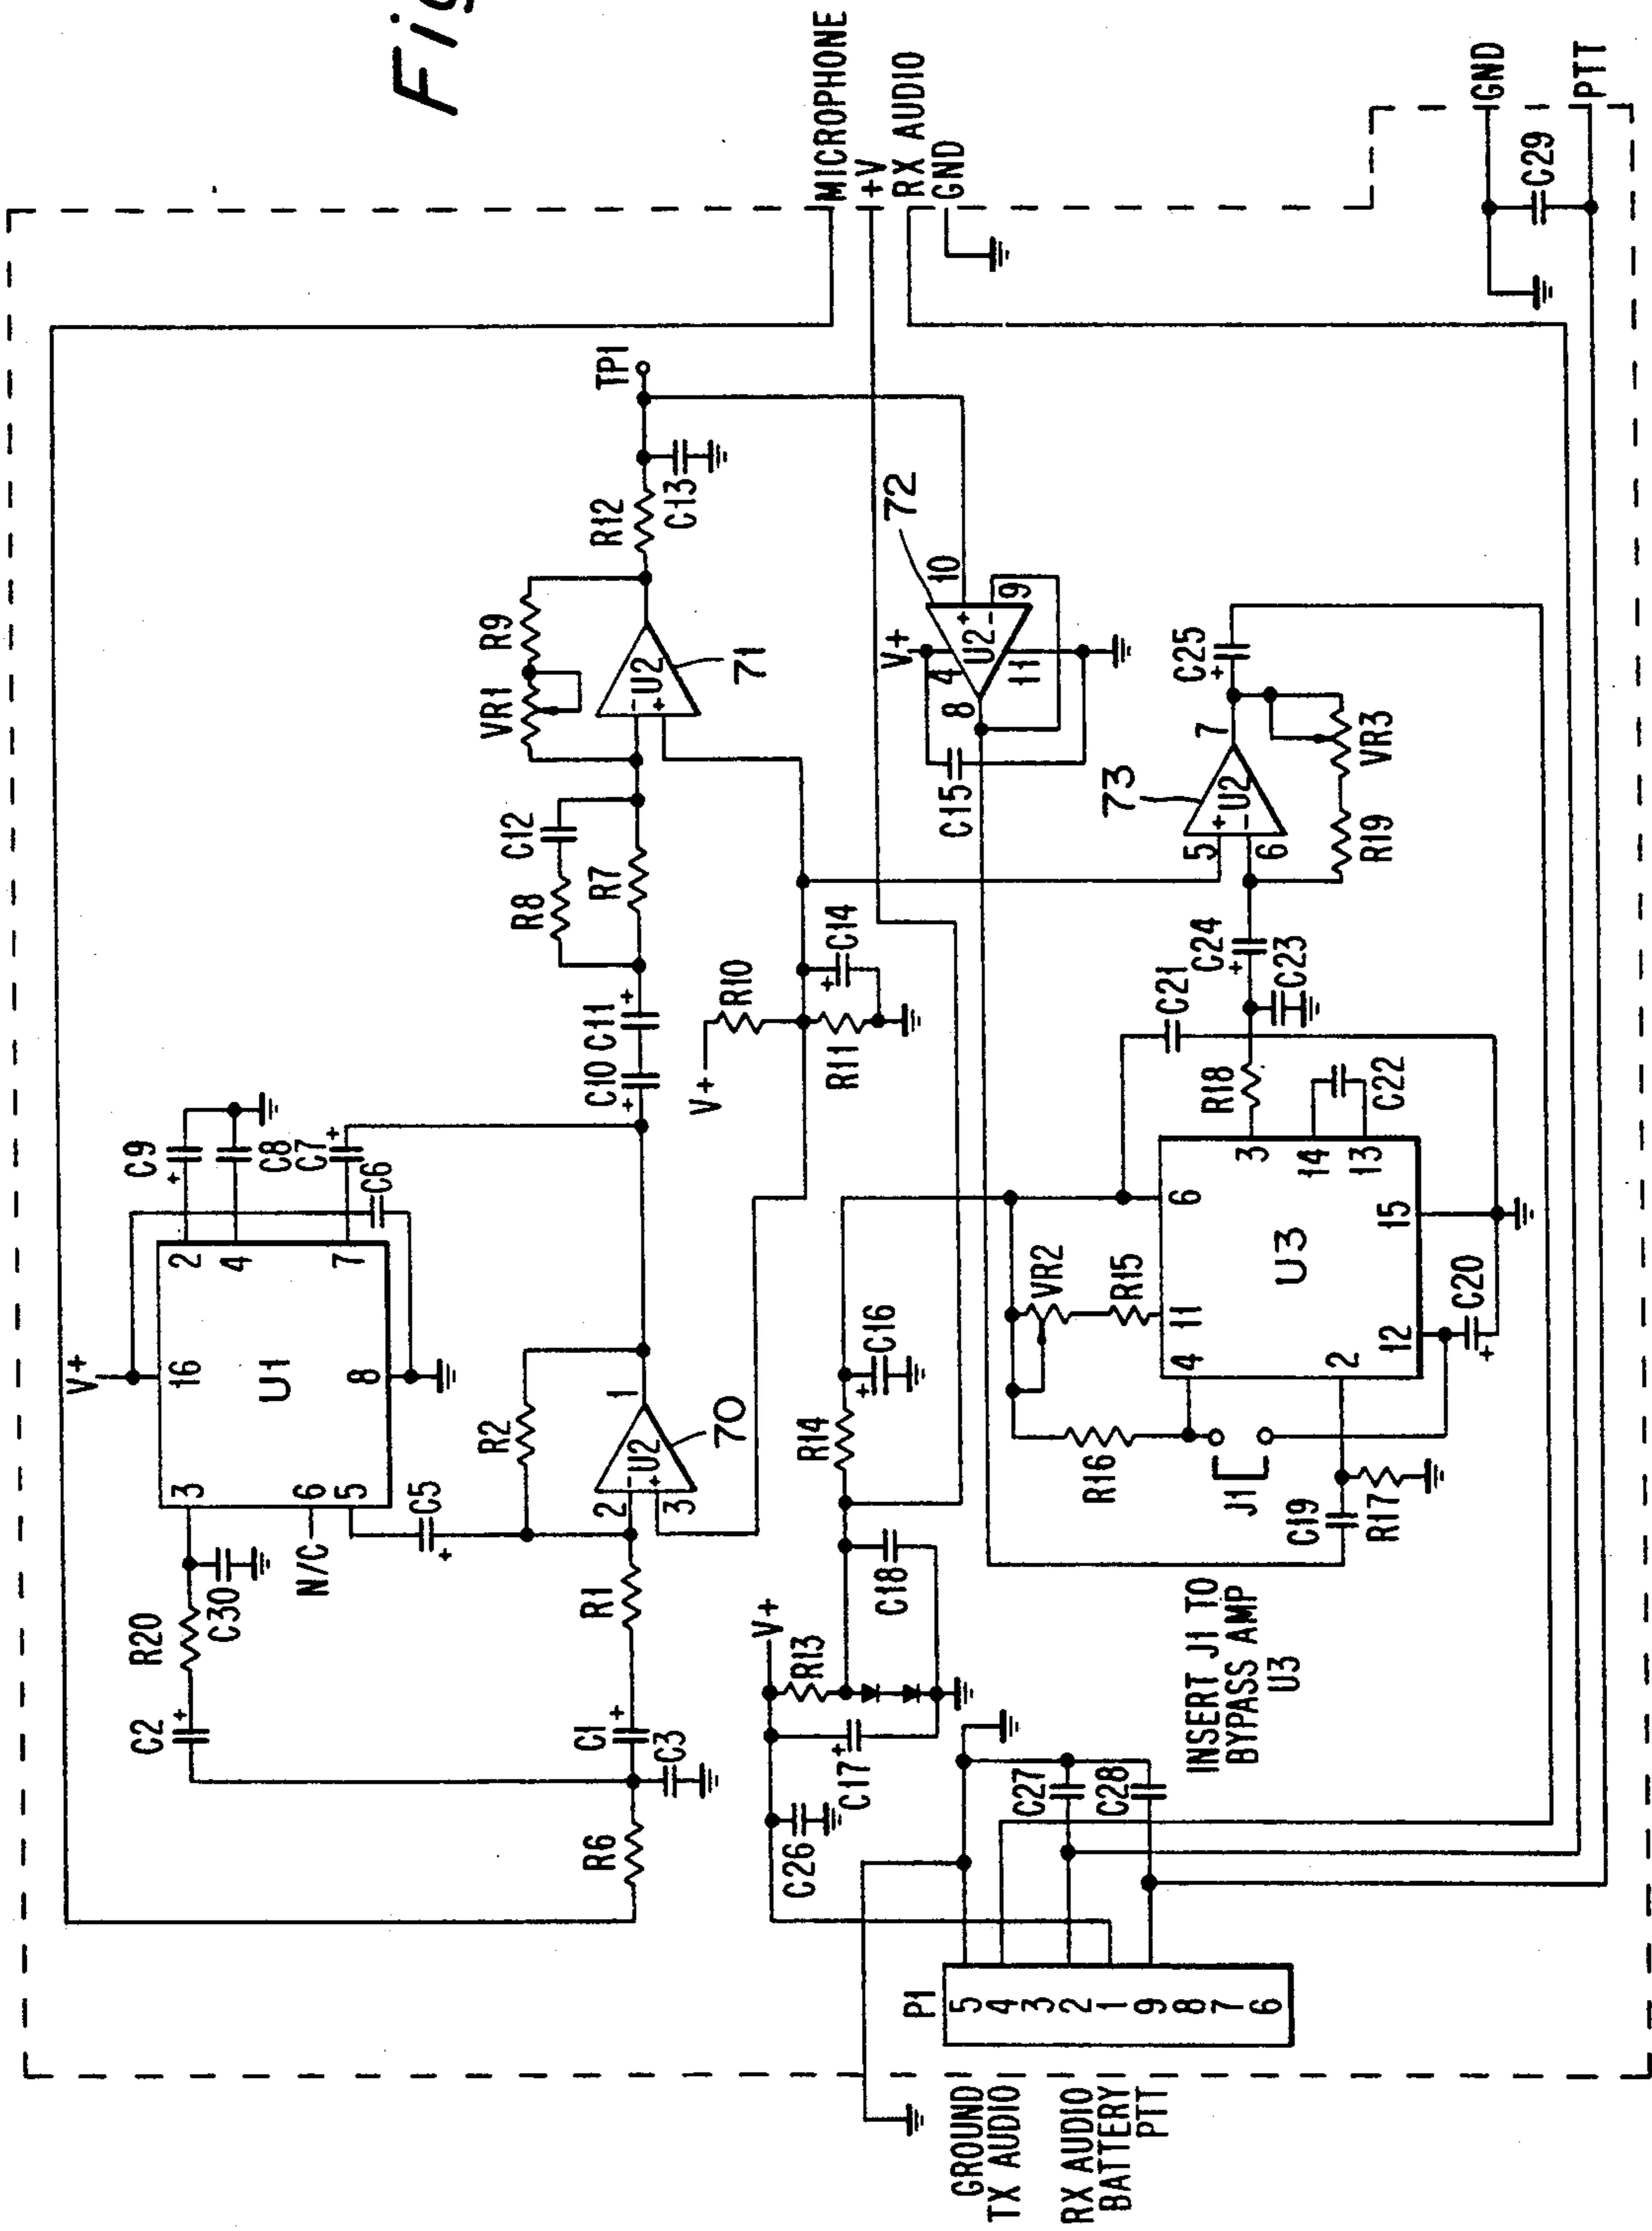 Fig
MICROPHONE
+V
RX AUDIO
GND
GND
PTT
C29
V+
16
U1
8
3
6
5
2
4
7
C9
C8
C7
C6
R20
C30
N/C
C5
C2
R2
2
3
U2
1
70
R1
C1
C3
R6
C10
C11
R8
C12
R7
VR1
R9
U2
71
R12
C13
TP1
V+
R10
R11
C14
72
V+
4
10
9
U2
11
8
C15
73
5
6
U2
7
C25
VR3
R19
C24
C23
C21
R18
C22
3
14
13
6
15
U3
11
4
2
12
VR2
R15
C20
C16
R14
R16
J1
C19
R17
C18
V+
R13
C17
C26
INSERT J1 TO
BYPASS AMP
U3
C27
C28
P1
5
4
3
2
1
9
8
7
6
GROUND
TX AUDIO
RX AUDIO
BATTERY
PTT